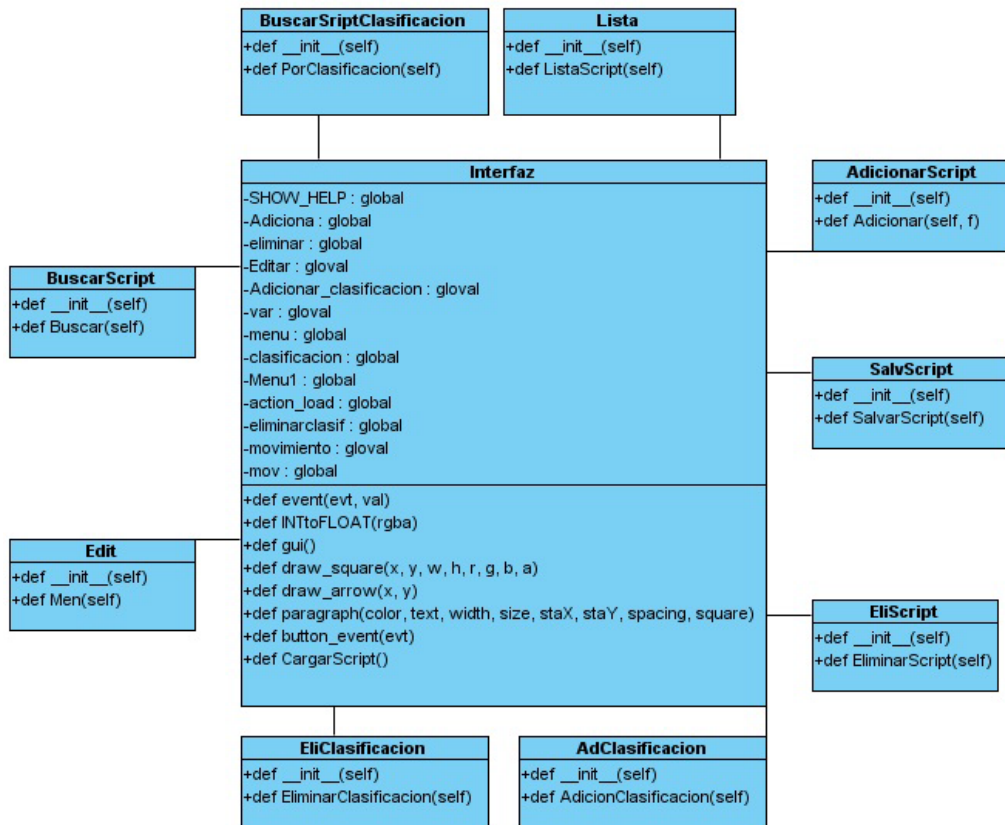 BuscarSriptClasificacion
+def __init__(self)
+def PorClasificacion(self)
Lista
+def __init__(self)
+def ListaScript(self)
Interfaz
-SHOW_HELP : global
-Adiciona : global
-eliminar : global
-Editar : gloval
-Adicionar_clasificacion : gloval
-var : gloval
-menu : global
-clasificacion : global
-Menu1 : global
-action_load : global
-eliminarclasif : global
-movimiento : gloval
-mov : global
+def event(evt, val)
+def INTtoFLOAT(rgba)
+def gui()
+def draw_square(x, y, w, h, r, g, b, a)
+def draw_arrow(x, y)
+def paragraph(color, text, width, size, staX, staY, spacing, square)
+def button_event(evt)
+def CargarScript()
AdicionarScript
+def __init__(self)
+def Adicionar(self, f)
BuscarScript
+def __init__(self)
+def Buscar(self)
SalvScript
+def __init__(self)
+def SalvarScript(self)
Edit
+def __init__(self)
+def Men(self)
EliScript
+def __init__(self)
+def EliminarScript(self)
EliClasificacion
+def __init__(self)
+def EliminarClasificacion(self)
AdClasificacion
+def __init__(self)
+def AdicionClasificacion(self)